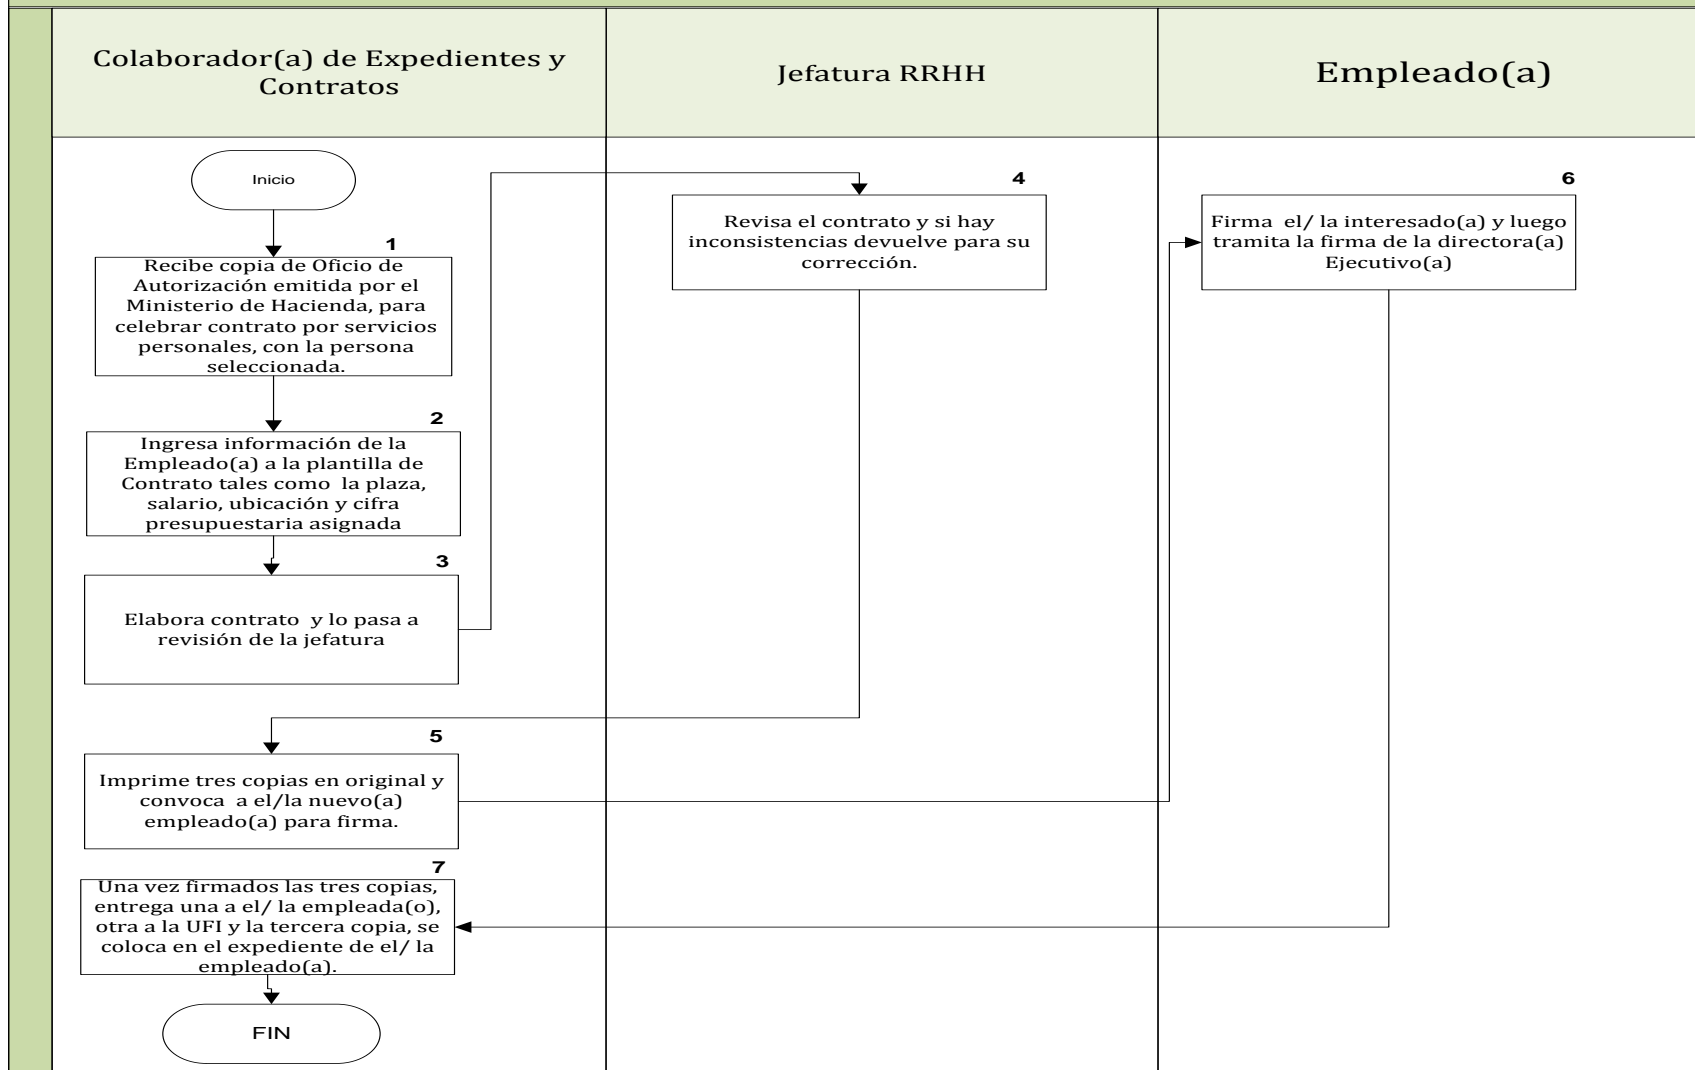 Colaborador(a) de Expedientes y
Contratos
Jefatura RRHH
Empleado(a)
Inicio
1
Recibe copia de Oficio de
Autorización emitida por el
Ministerio de Hacienda, para
celebrar contrato por servicios
personales, con la persona
seleccionada.
2
Ingresa información de la
Empleado(a) a la plantilla de
Contrato tales como la plaza,
salario, ubicación y cifra
presupuestaria asignada
3
Elabora contrato y lo pasa a
revisión de la jefatura
4
Revisa el contrato y si hay
inconsistencias devuelve para su
corrección.
5
Imprime tres copias en original y
convoca a el/la nuevo(a)
empleado(a) para firma.
6
Firma el/ la interesado(a) y luego
tramita la firma de la directora(a)
Ejecutivo(a)
7
Una vez firmados las tres copias,
entrega una a el/ la empleada(o),
otra a la UFI y la tercera copia, se
coloca en el expediente de el/ la
empleado(a).
FIN